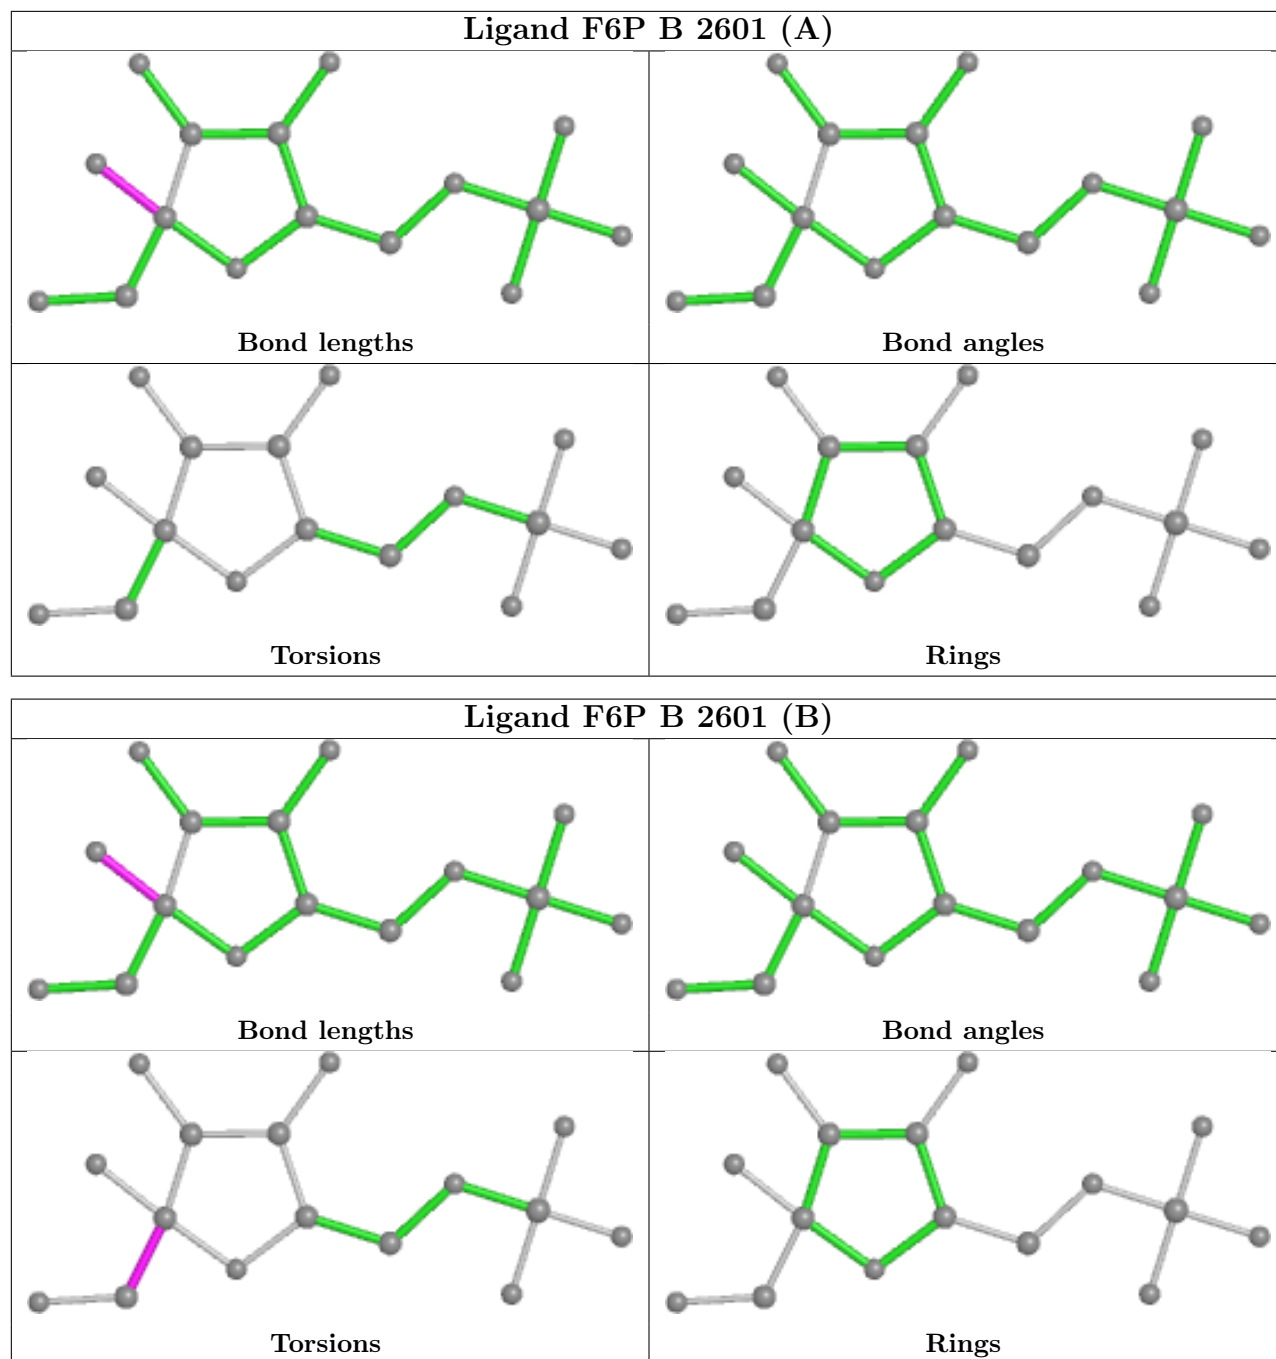 Ligand F6P B 2601 (A)
Bond lengths
Bond angles
Torsions
Rings
Ligand F6P B 2601 (B)
Bond lengths
Bond angles
Torsions
Rings